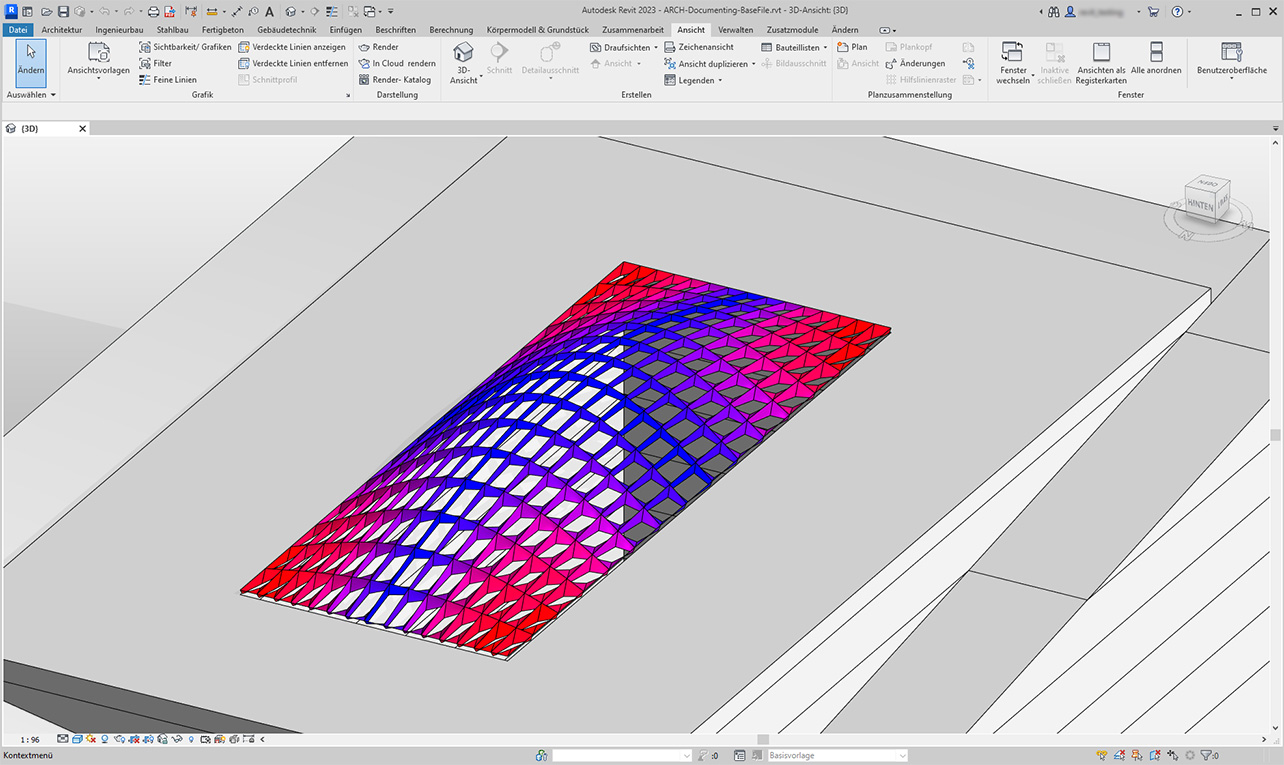 Autodesk Revit 2023 - ARCH-Documenting-BaseFile.rvt - 3D-Ansicht: {3D}
Datei Architektur Ingenieurbau Stahlbau Fertigbeton Gebäudetechnik Einfügen Beschriften Berechnung Körpermodell & Grundstück Zusammenarbeit Ansicht Verwalten Zusatzmodule Ändern
Ändern
Auswählen
Ansichtsvorlagen
Sichtbarkeit/ Grafiken
Filter
Feine Linien
Verdeckte Linien anzeigen
Verdeckte Linien entfernen
Schnittprofil
Grafik
Render
In Cloud rendern
Render- Katalog
Darstellung
3D-
Ansicht
Schnitt
Detailausschnitt
Draufsichten
Ansicht
Zeichenansicht
Ansicht duplizieren
Legenden
Bauteillisten
Bildausschnitt
Erstellen
Plan
Ansicht
Plankopf
Änderungen
Hilfslinienraster
Planzusammenstellung
Fenster
wechseln
Inaktive
schließen
Ansichten als
Registerkarten
Alle anordnen
Fenster
Benutzeroberfläche
{3D}
OBEN
HINTEN
N
1 : 96
Kontextmenü
:0
Basisvorlage
:0